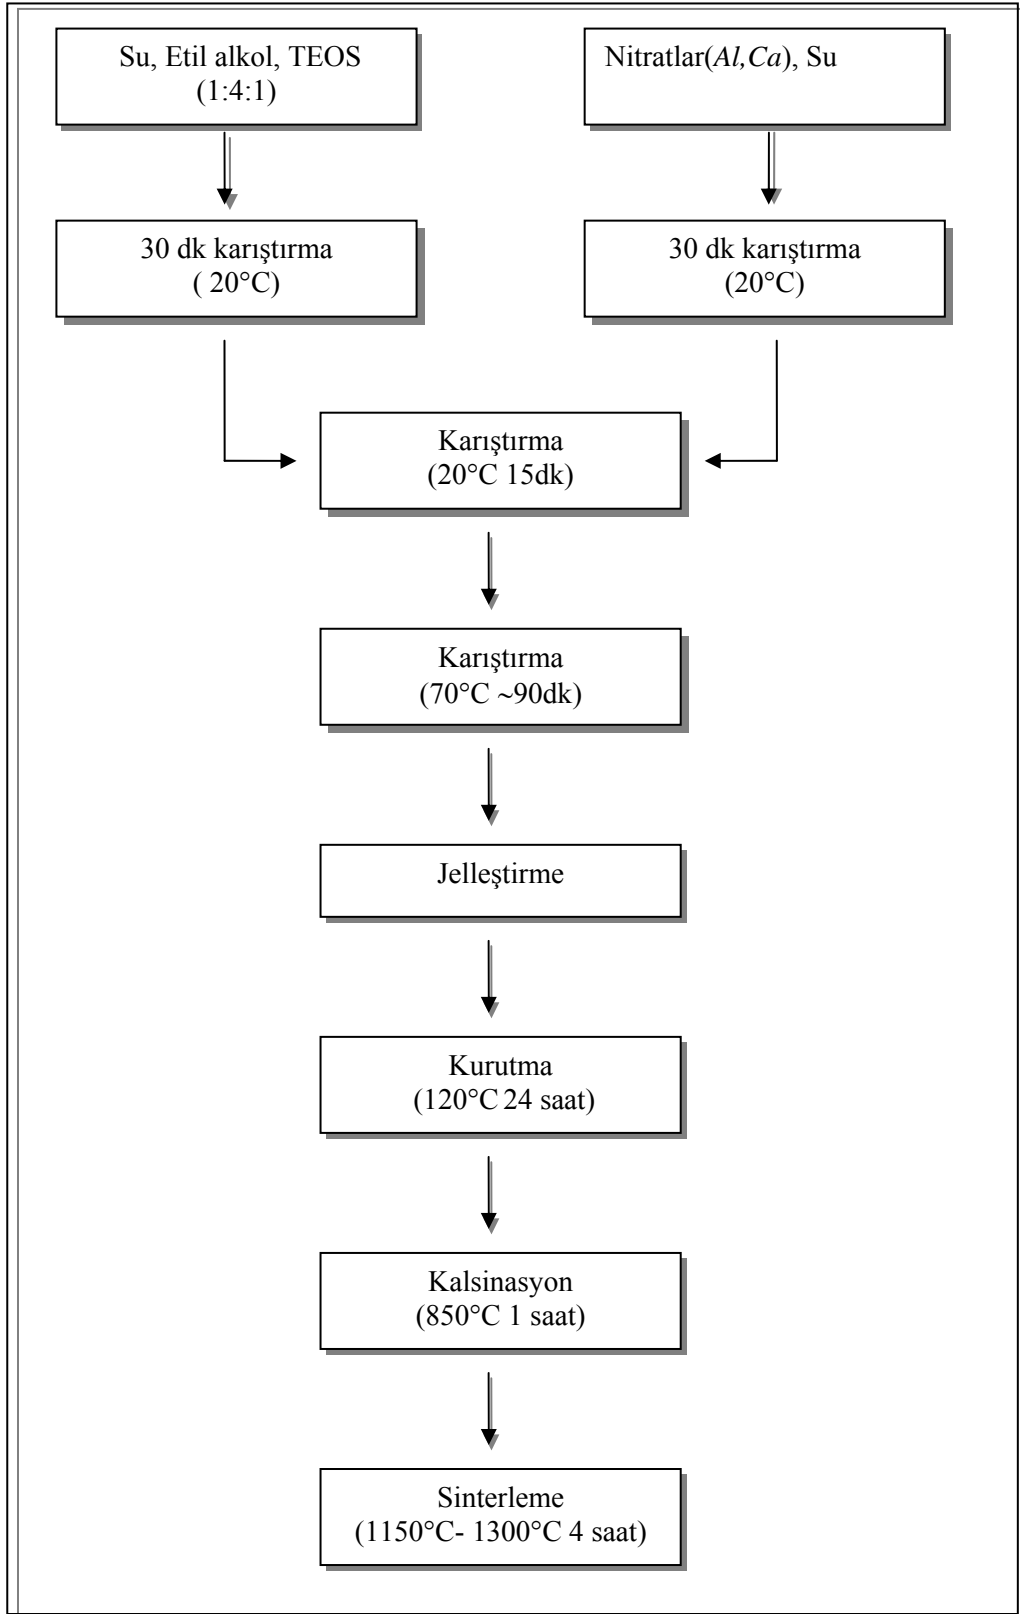 Su, Etil alkol, TEOS
(1:4:1)
Nitratlar(Al,Ca), Su
30 dk karıştırma
( 20°C)
30 dk karıştırma
(20°C)
Karıştırma
(20°C 15dk)
Karıştırma
(70°C ~90dk)
Jelleştirme
Kurutma
(120°C 24 saat)
Kalsinasyon
(850°C 1 saat)
Sinterleme
(1150°C- 1300°C 4 saat)